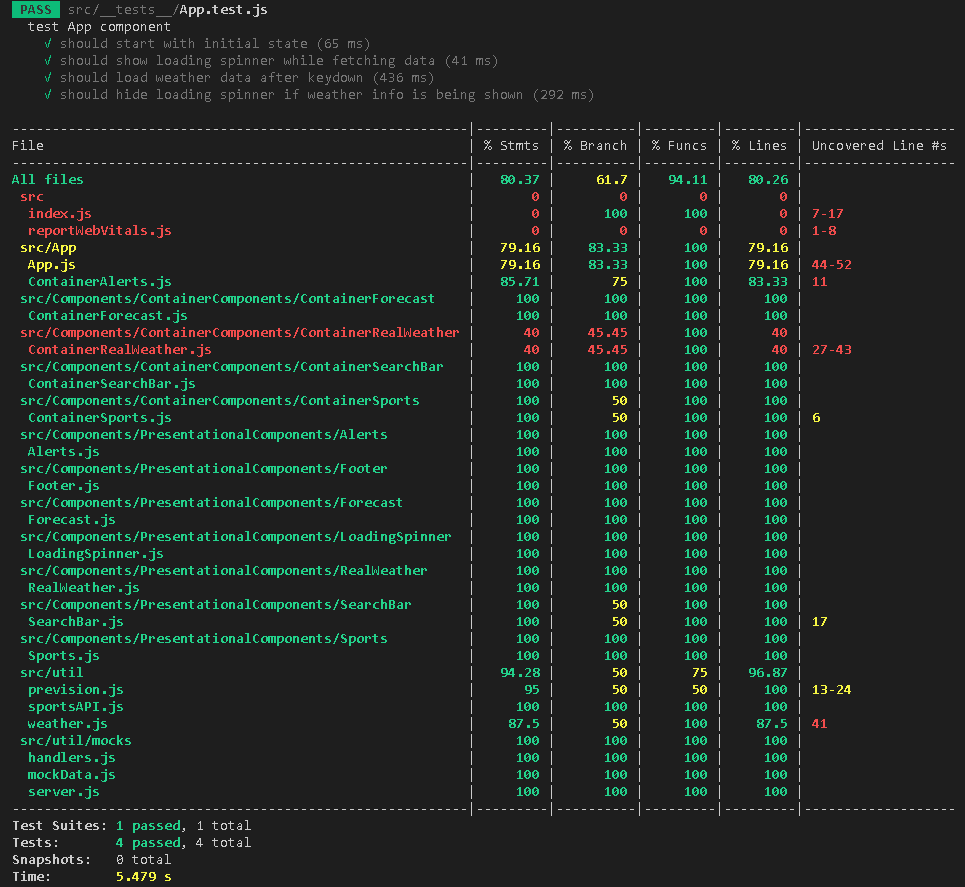 PASS src/__tests__/App.test.js
  test App component
    √ should start with initial state (65 ms)
    √ should show loading spinner while fetching data (41 ms)
    √ should load weather data after keydown (436 ms)
    √ should hide loading spinner if weather info is being shown (292 ms)
---------------------------------------------------------|---------|----------|---------|---------|-------------------
File                                                     | % Stmts | % Branch | % Funcs | % Lines | Uncovered Line #s
---------------------------------------------------------|---------|----------|---------|---------|-------------------
All files                                                |   80.37 |     61.7 |   94.11 |   80.26 |
 src                                                     |       0 |        0 |       0 |       0 |
  index.js                                               |       0 |      100 |     100 |       0 | 7-17
  reportWebVitals.js                                     |       0 |        0 |       0 |       0 | 1-8
 src/App                                                 |   79.16 |    83.33 |     100 |   79.16 |
  App.js                                                 |   79.16 |    83.33 |     100 |   79.16 | 44-52
  ContainerAlerts.js                                     |   85.71 |       75 |     100 |   83.33 | 11
 src/Components/ContainerComponents/ContainerForecast    |     100 |      100 |     100 |     100 |
  ContainerForecast.js                                   |     100 |      100 |     100 |     100 |
 src/Components/ContainerComponents/ContainerRealWeather |      40 |    45.45 |     100 |      40 |
  ContainerRealWeather.js                                |      40 |    45.45 |     100 |      40 | 27-43
 src/Components/ContainerComponents/ContainerSearchBar   |     100 |      100 |     100 |     100 |
  ContainerSearchBar.js                                  |     100 |      100 |     100 |     100 |
 src/Components/ContainerComponents/ContainerSports      |     100 |       50 |     100 |     100 |
  ContainerSports.js                                     |     100 |       50 |     100 |     100 | 6
 src/Components/PresentationalComponents/Alerts          |     100 |      100 |     100 |     100 |
  Alerts.js                                              |     100 |      100 |     100 |     100 |
 src/Components/PresentationalComponents/Footer          |     100 |      100 |     100 |     100 |
  Footer.js                                              |     100 |      100 |     100 |     100 |
 src/Components/PresentationalComponents/Forecast        |     100 |      100 |     100 |     100 |
  Forecast.js                                            |     100 |      100 |     100 |     100 |
 src/Components/PresentationalComponents/LoadingSpinner  |     100 |      100 |     100 |     100 |
  LoadingSpinner.js                                      |     100 |      100 |     100 |     100 |
 src/Components/PresentationalComponents/RealWeather     |     100 |      100 |     100 |     100 |
  RealWeather.js                                         |     100 |      100 |     100 |     100 |
 src/Components/PresentationalComponents/SearchBar       |     100 |       50 |     100 |     100 |
  SearchBar.js                                           |     100 |       50 |     100 |     100 | 17
 src/Components/PresentationalComponents/Sports          |     100 |      100 |     100 |     100 |
  Sports.js                                              |     100 |      100 |     100 |     100 |
 src/util                                                |   94.28 |       50 |      75 |   96.87 |
  prevision.js                                           |      95 |       50 |      50 |     100 | 13-24
  sportsAPI.js                                           |     100 |      100 |     100 |     100 |
  weather.js                                             |    87.5 |       50 |     100 |    87.5 | 41
 src/util/mocks                                          |     100 |      100 |     100 |     100 |
  handlers.js                                            |     100 |      100 |     100 |     100 |
  mockData.js                                            |     100 |      100 |     100 |     100 |
  server.js                                              |     100 |      100 |     100 |     100 |
---------------------------------------------------------|---------|----------|---------|---------|-------------------
Test Suites: 1 passed, 1 total
Tests:       4 passed, 4 total
Snapshots:   0 total
Time:        5.479 s